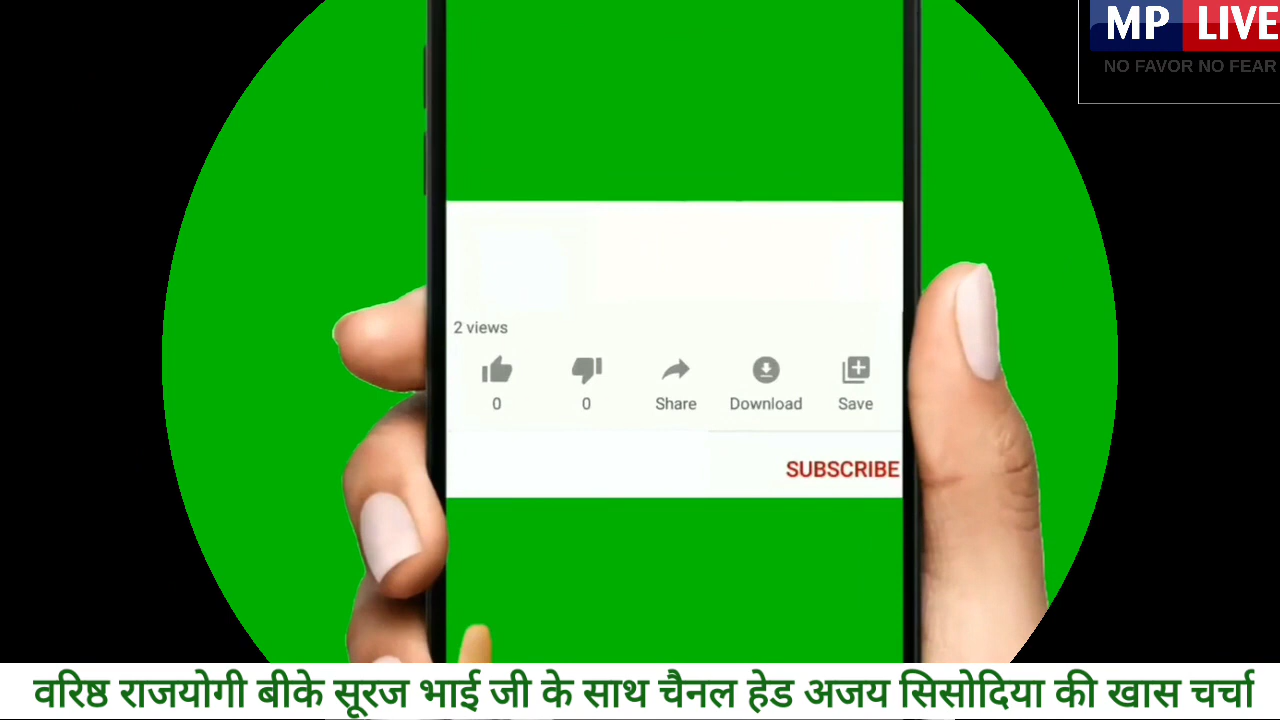 MP LIVE
NO FAVOR NO FEAR
2 views
0 0 Share Download Save
SUBSCRIBE
वरिष्ठ राजयोगी बीके सूरज भाई जी के साथ चैनल हेड अजय सिसोदिया की खास चर्चा